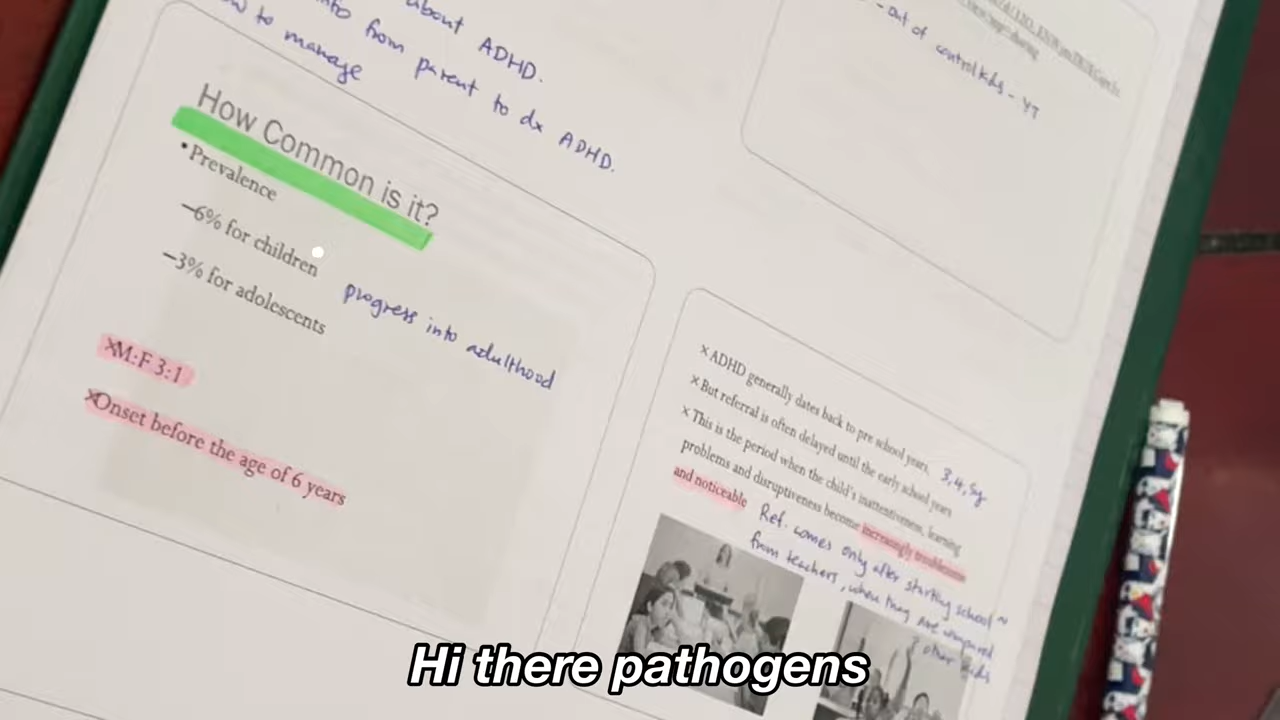 about ADHD.
from parent to dx ADHD.
to manage
- out of control kids - YT
How Common is it?
•Prevalence
–6% for children
–3% for adolescents
progress into adulthood
×M:F 3:1
×Onset before the age of 6 years
×ADHD generally dates back to pre school years.
3,4,5y
×But referral is often delayed until the early school years
×This is the period when the child's inattentiveness, learning
problems and disruptiveness become increasingly troublesome
and noticeable
Ref. comes only after starting school ~
from teachers, when they are compared
other kids
Hi there pathogens